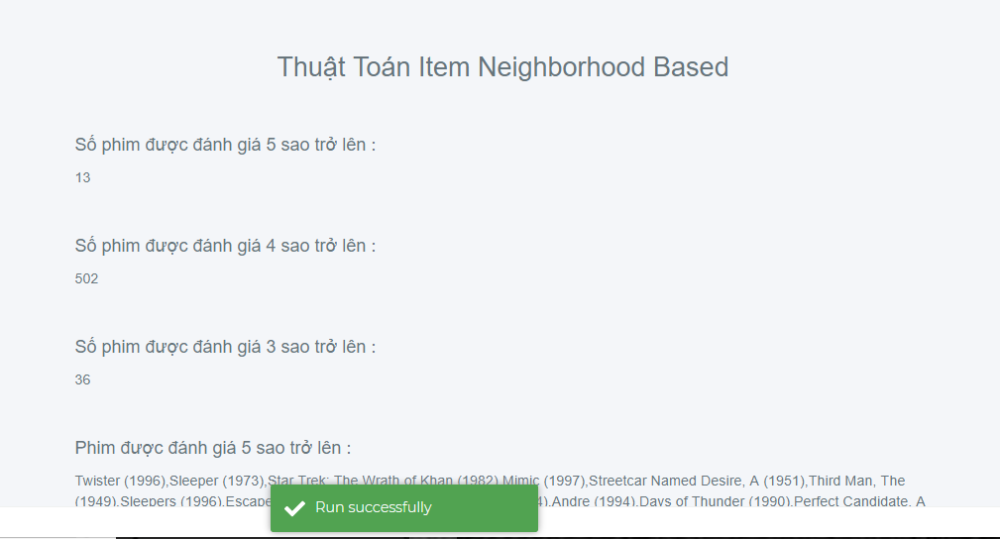 Thuật Toán Item Neighborhood Based
Số phim được đánh giá 5 sao trở lên :
13
Số phim được đánh giá 4 sao trở lên :
502
Số phim được đánh giá 3 sao trở lên :
36
Phim được đánh giá 5 sao trở lên :
Twister (1996),Sleeper (1973),Star Trek: The Wrath of Khan (1982),Mimic (1997),Streetcar Named Desire, A (1951),Third Man, The
(1949),Sleepers (1996),Escape 4),Andre (1994),Days of Thunder (1990),Perfect Candidate, A
Run successfully